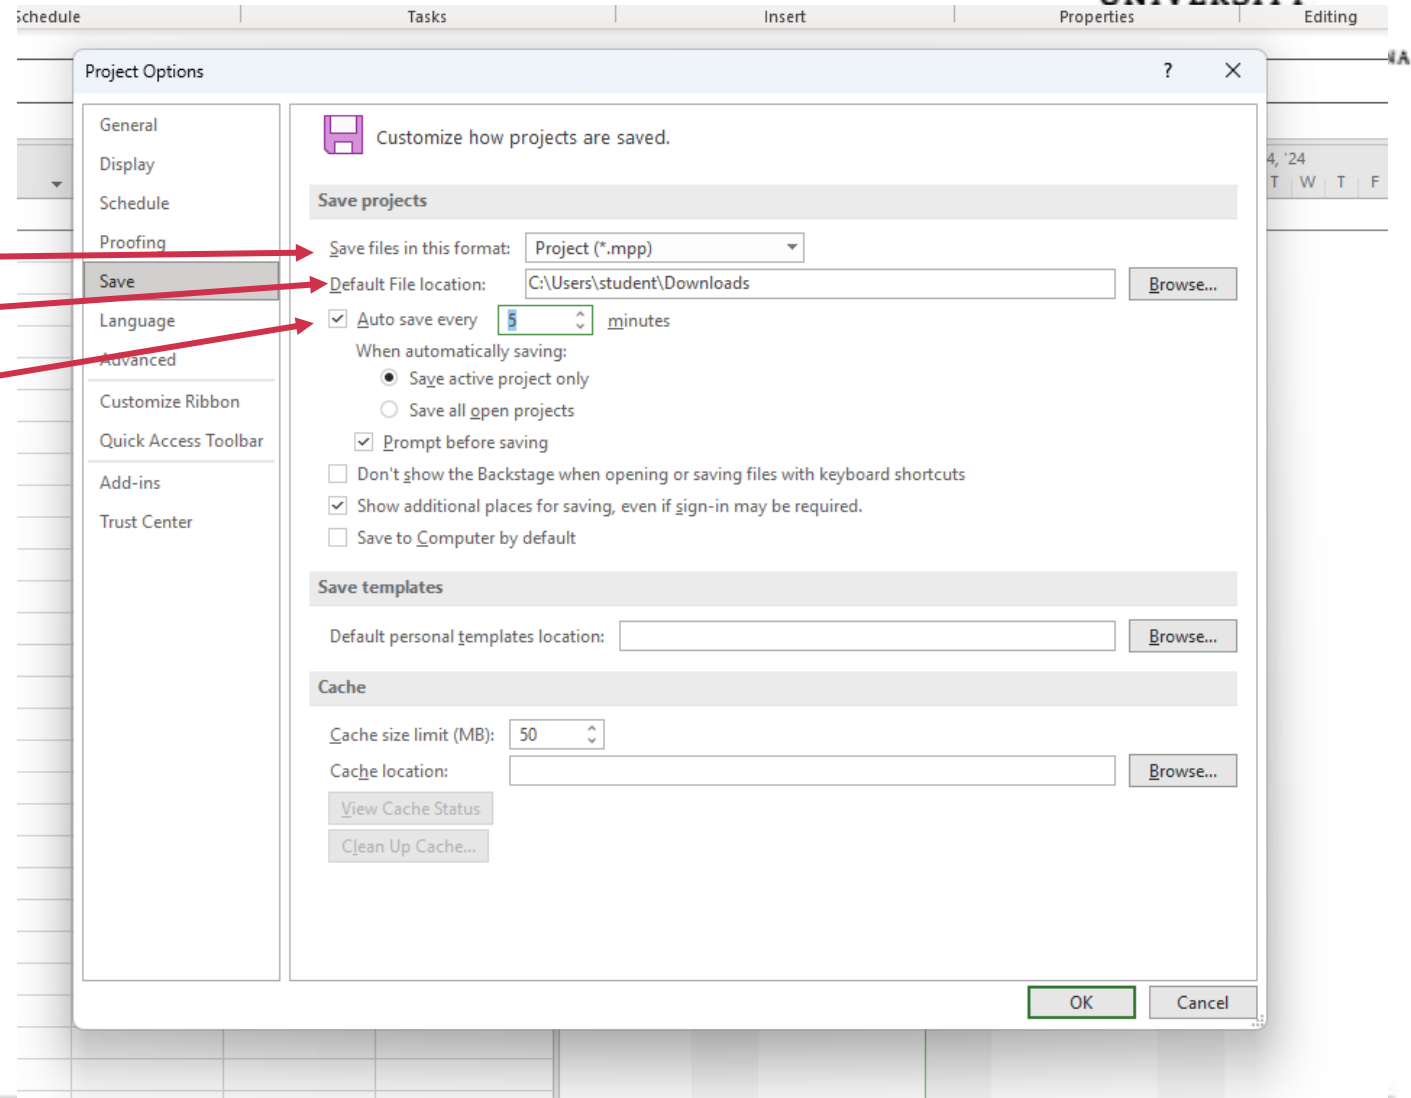 UNIVERSITY
Schedule Tasks Insert Properties Editing
NA
Project Options ? 
General
Display
Schedule
Proofing
Save
Language
Advanced
Customize Ribbon
Quick Access Toolbar
Add-ins
Trust Center
Customize how projects are saved.
Save projects
Save files in this format: Project (*.mpp)
Default File location: C:\Users\student\Downloads Browse...
Auto save every 5 minutes
When automatically saving:
Save active project only
Save all open projects
Prompt before saving
Don't show the Backstage when opening or saving files with keyboard shortcuts
Show additional places for saving, even if sign-in may be required.
Save to Computer by default
Save templates
Default personal templates location: Browse...
Cache
Cache size limit (MB): 50
Cache location: Browse...
View Cache Status
Clean Up Cache...
OK Cancel
4, '24
T W T F